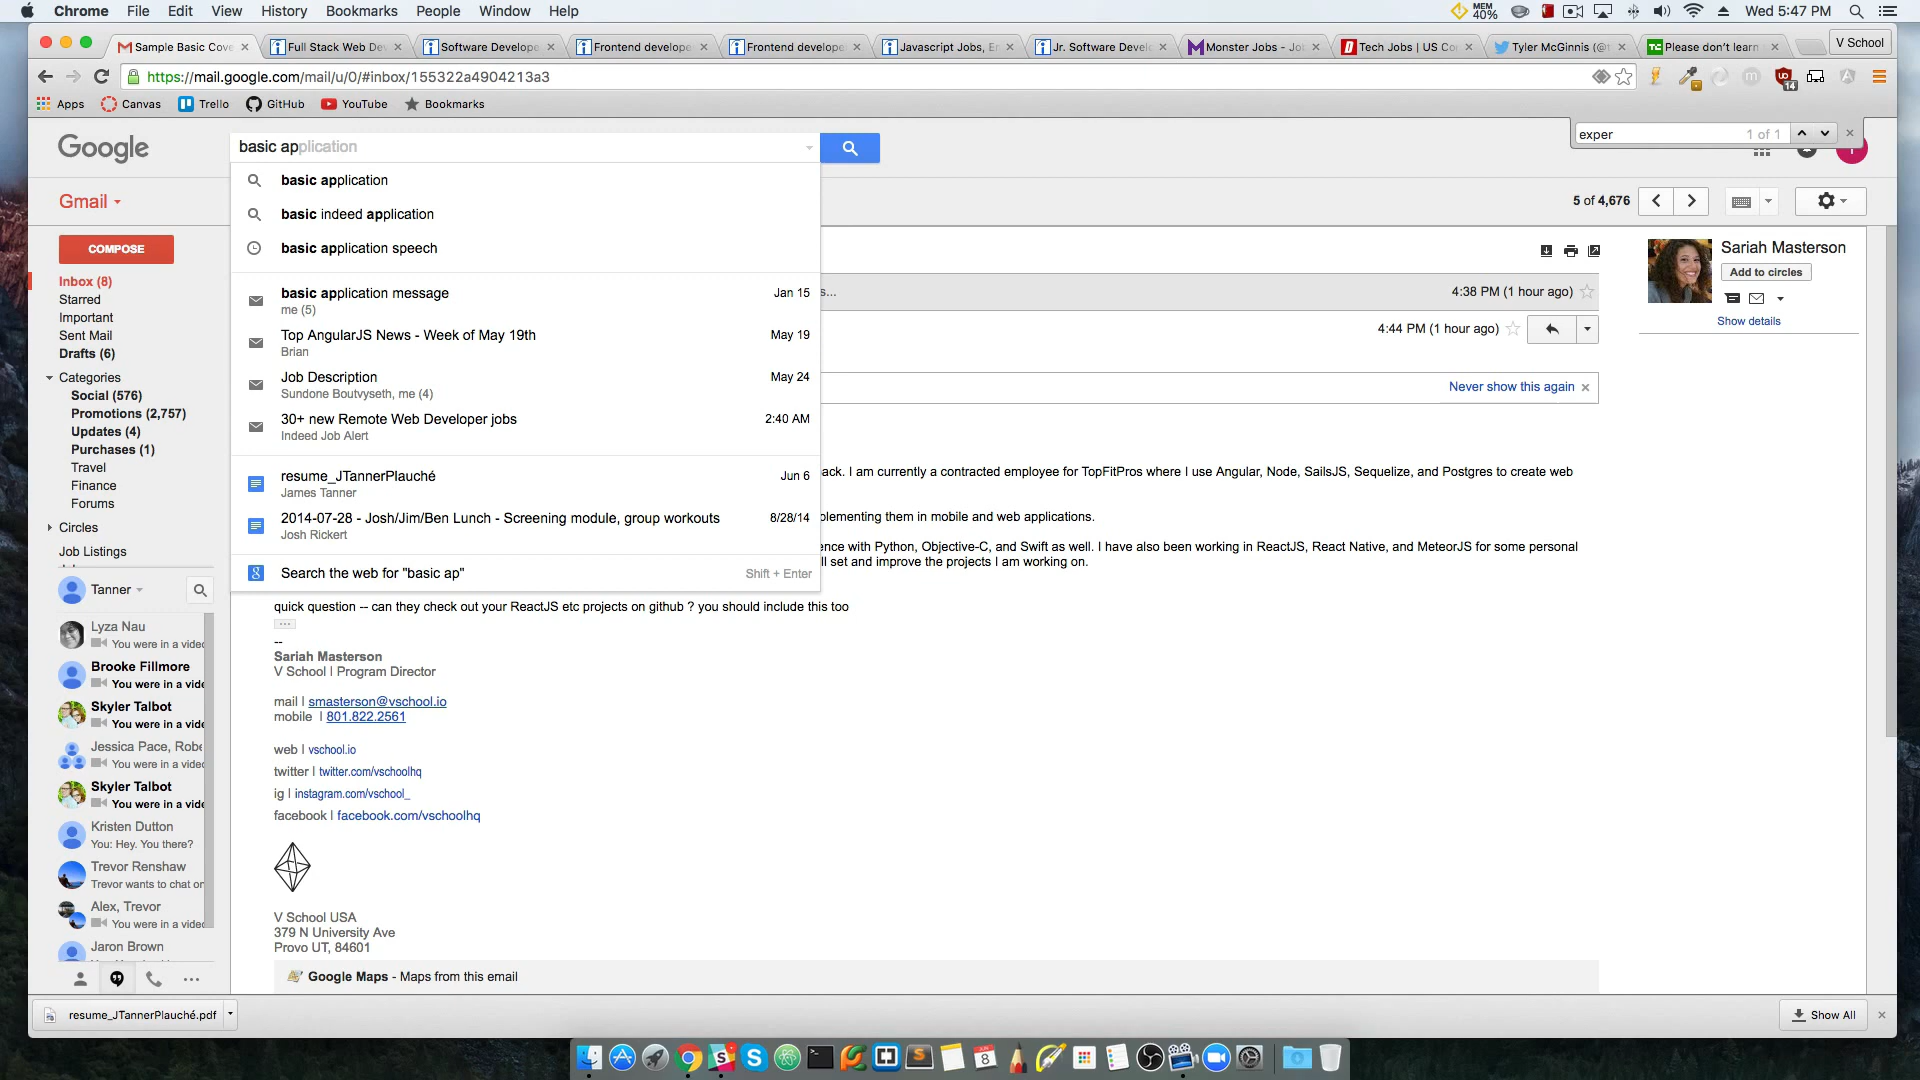 Chrome File Edit View History Bookmarks People Window Help MEM 40% Wed 5:47 PM
Sample Basic Cove Full Stack Web Dev Software Develope Frontend develope Frontend develope Javascript Jobs, E Jr. Software Devel Monster Jobs - Jo Tech Jobs | US Co Tyler McGinnis (@t Please don't learn V School
https://mail.google.com/mail/u/0/#inbox/155322a4904213a3
14
Apps Canvas Trello GitHub YouTube Bookmarks
exper 1 of 1
Google
basic application
Gmail
5 of 4,676
COMPOSE
Inbox (8)
Starred
Important
Sent Mail
Drafts (6)
Categories
Social (576)
Promotions (2,757)
Updates (4)
Purchases (1)
Travel
Finance
Forums
Circles
Job Listings
Tanner
Lyza Nau
You were in a video
Brooke Fillmore
You were in a vide
Skyler Talbot
You were in a vide
Jessica Pace, Robe
You were in a video
Skyler Talbot
You were in a vide
Kristen Dutton
You: Hey. You there?
Trevor Renshaw
Trevor wants to chat on
Alex, Trevor
You were in a video
Jaron Brown
basic application
basic indeed application
basic application speech
basic application message Jan 15
me (5)
Top AngularJS News - Week of May 19th May 19
Brian
Job Description May 24
Sundone Boutvyseth, me (4)
30+ new Remote Web Developer jobs 2:40 AM
Indeed Job Alert
resume_JTannerPlauché Jun 6
James Tanner
2014-07-28 - Josh/Jim/Ben Lunch - Screening module, group workouts 8/28/14
Josh Rickert
Search the web for "basic ap" Shift + Enter
s... 4:38 PM (1 hour ago)
4:44 PM (1 hour ago)
Never show this again
ack. I am currently a contracted employee for TopFitPros where I use Angular, Node, SailsJS, Sequelize, and Postgres to create web
plementing them in mobile and web applications.
ence with Python, Objective-C, and Swift as well. I have also been working in ReactJS, React Native, and MeteorJS for some personal
ll set and improve the projects I am working on.
quick question -- can they check out your ReactJS etc projects on github ? you should include this too
...
--
Sariah Masterson
V School | Program Director
mail | smasterson@vschool.io
mobile | 801.822.2561
web | vschool.io
twitter | twitter.com/vschoolhq
ig | instagram.com/vschool_
facebook | facebook.com/vschoolhq
V School USA
379 N University Ave
Provo UT, 84601
Google Maps - Maps from this email
Sariah Masterson
Add to circles
Show details
resume_JTannerPlauché.pdf
Show All
JUN 8